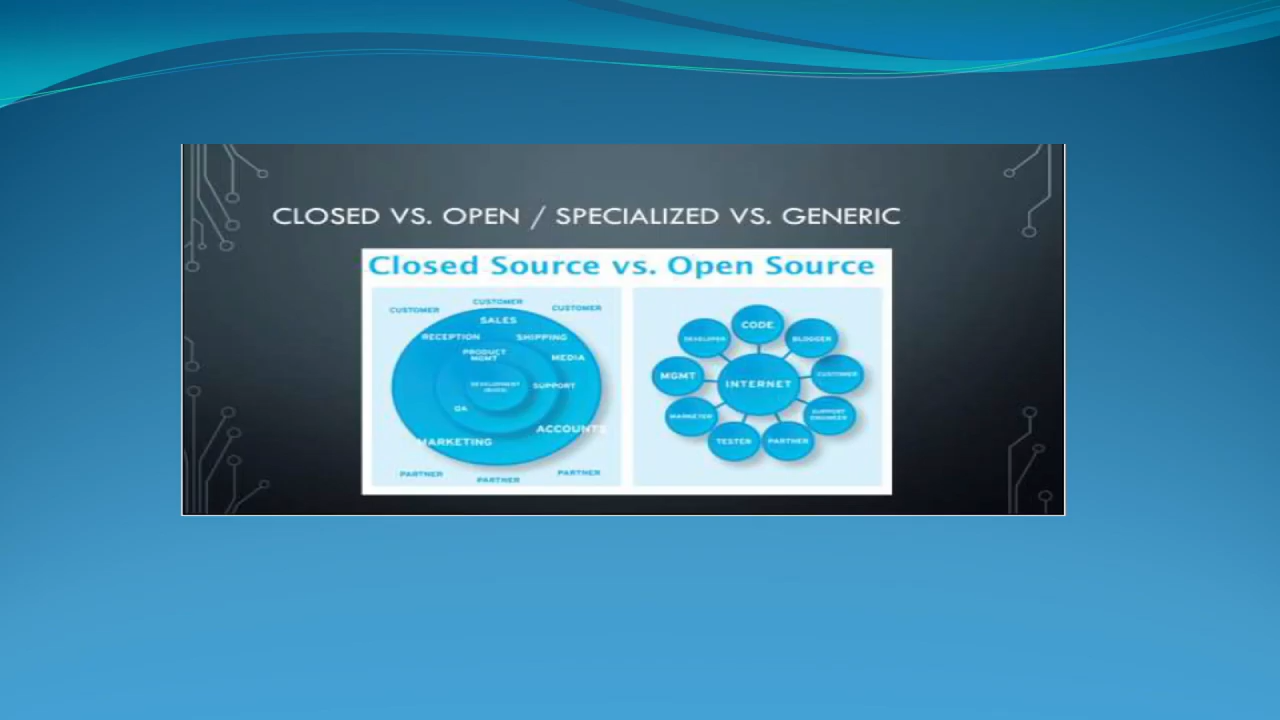 CLOSED VS. OPEN / SPECIALIZED VS. GENERIC
Closed Source vs. Open Source
CUSTOMER
CUSTOMER
CUSTOMER
SALES
RECEPTION
SHIPPING
PRODUCT
MGMT
MEDIA
DEVELOPMENT
SUPPORT
QA
ACCOUNTS
MARKETING
PARTNER
PARTNER
PARTNER
CODE
DEVELOPER
BLOGGER
MGMT
INTERNET
CUSTOMER
MARKETER
SUPPORT
ENGINEER
TESTER
PARTNER